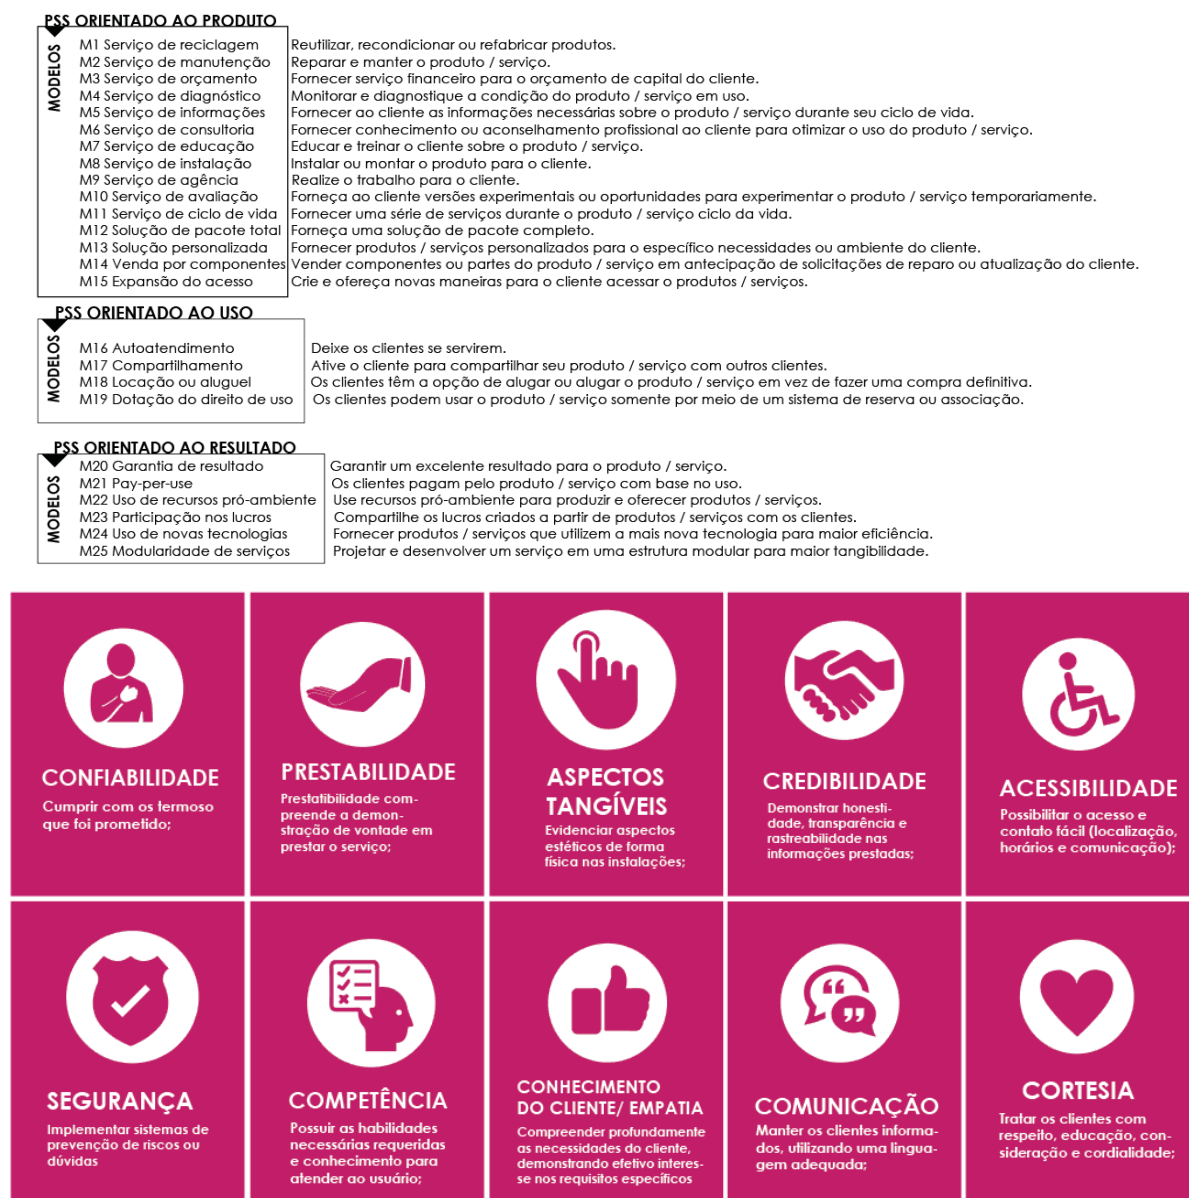 PSS ORIENTADO AO PRODUTO
MODELOS
M1 Serviço de reciclagem Reutilizar, recondicionar ou refabricar produtos.
M2 Serviço de manutenção Reparar e manter o produto / serviço.
M3 Serviço de orçamento Fornecer serviço financeiro para o orçamento de capital do cliente.
M4 Serviço de diagnóstico Monitorar e diagnostique a condição do produto / serviço em uso.
M5 Serviço de informações Fornecer ao cliente as informações necessárias sobre o produto / serviço durante seu ciclo de vida.
M6 Serviço de consultoria Fornecer conhecimento ou aconselhamento profissional ao cliente para otimizar o uso do produto / serviço.
M7 Serviço de educação Educar e treinar o cliente sobre o produto / serviço.
M8 Serviço de instalação Instalar ou montar o produto para o cliente.
M9 Serviço de agência Realize o trabalho para o cliente.
M10 Serviço de avaliação Forneça ao cliente versões experimentais ou oportunidades para experimentar o produto / serviço temporariamente.
M11 Serviço de ciclo de vida Fornecer uma série de serviços durante o produto / serviço ciclo da vida.
M12 Solução de pacote total Forneça uma solução de pacote completo.
M13 Solução personalizada Fornecer produtos / serviços personalizados para o específico necessidades ou ambiente do cliente.
M14 Venda por componentes Vender componentes ou partes do produto / serviço em antecipação de solicitações de reparo ou atualização do cliente.
M15 Expansão do acesso Crie e ofereça novas maneiras para o cliente acessar o produtos / serviços.
PSS ORIENTADO AO USO
MODELOS
M16 Autoatendimento Deixe os clientes se servirem.
M17 Compartilhamento Ative o cliente para compartilhar seu produto / serviço com outros clientes.
M18 Locação ou aluguel Os clientes têm a opção de alugar ou alugar o produto / serviço em vez de fazer uma compra definitiva.
M19 Dotação do direito de uso Os clientes podem usar o produto / serviço somente por meio de um sistema de reserva ou associação.
PSS ORIENTADO AO RESULTADO
MODELOS
M20 Garantia de resultado Garantir um excelente resultado para o produto / serviço.
M21 Pay-per-use Os clientes pagam pelo produto / serviço com base no uso.
M22 Uso de recursos pró-ambiente Use recursos pró-ambiente para produzir e oferecer produtos / serviços.
M23 Participação nos lucros Compartilhe os lucros criados a partir de produtos / serviços com os clientes.
M24 Uso de novas tecnologias Fornecer produtos / serviços que utilizem a mais nova tecnologia para maior eficiência.
M25 Modularidade de serviços Projetar e desenvolver um serviço em uma estrutura modular para maior tangibilidade.
CONFIABILIDADE
Cumprir com os termoso
que foi prometido;
PRESTABILIDADE
Prestatibilidade com-
preende a demon-
stração de vontade em
prestar o serviço;
ASPECTOS
TANGÍVEIS
Evidenciar aspectos
estéticos de forma
física nas instalações;
CREDIBILIDADE
Demonstrar honesti-
dade, transparência e
rastreabilidade nas
informações prestadas;
ACESSIBILIDADE
Possibilitar o acesso e
contato fácil (localização,
horários e comunicação);
SEGURANÇA
Implementar sistemas de
prevenção de riscos ou
dúvidas
COMPETÊNCIA
Possuir as habilidades
necessárias requeridas
e conhecimento para
atender ao usuário;
CONHECIMENTO
DO CLIENTE/ EMPATIA
Compreender profundamente
as necessidades do cliente,
demonstrando efetivo interes-
se nos requisitos específicos
COMUNICAÇÃO
Manter os clientes informa-
dos, utilizando uma lingua-
gem adequada;
CORTESIA
Tratar os clientes com
respeito, educação, con-
sideração e cordialidade;